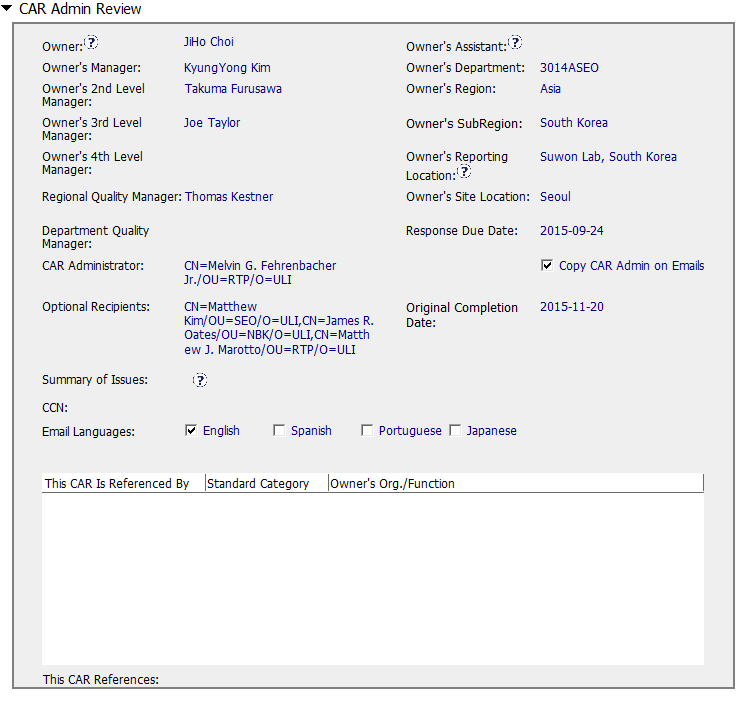 CAR Admin Review
Owner: ? JiHo Choi Owner's Assistant: ?
Owner's Manager: KyungYong Kim Owner's Department: 3014ASEO
Owner's 2nd Level Takuma Furusawa Owner's Region: Asia
Manager:
Owner's 3rd Level Joe Taylor Owner's SubRegion: South Korea
Manager:
Owner's 4th Level Owner's Reporting Suwon Lab, South Korea
Manager: Location: ?
Regional Quality Manager: Thomas Kestner Owner's Site Location: Seoul
Department Quality Response Due Date: 2015-09-24
Manager:
CAR Administrator: CN=Melvin G. Fehrenbacher Copy CAR Admin on Emails
Jr./OU=RTP/O=ULI
Optional Recipients: CN=Matthew Original Completion 2015-11-20
Kim/OU=SEO/O=ULI,CN=James R. Date:
Oates/OU=NBK/O=ULI,CN=Matth
ew J. Marotto/OU=RTP/O=ULI
Summary of Issues: ?
CCN:
Email Languages: English Spanish Portuguese Japanese
This CAR Is Referenced By Standard Category Owner's Org./Function
This CAR References: